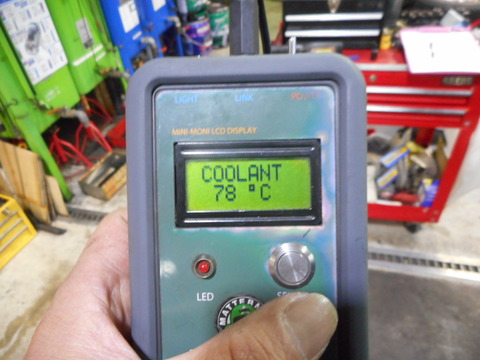 LIGHT LINK
MINI-MONI LCD DISPLAY
COOLANT
78 °C
LED